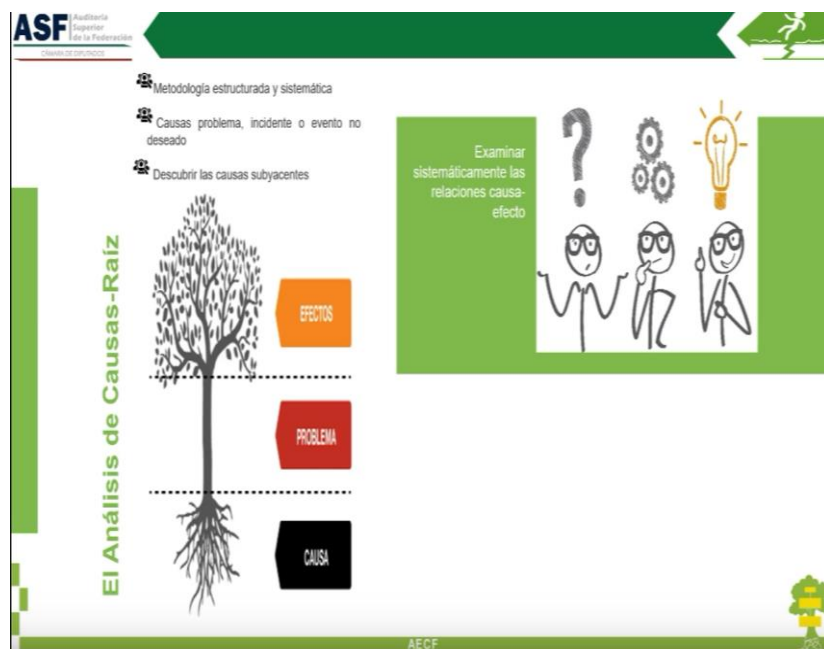 ASF
Auditoría
Superior
de la Federación
CÁMARA DE DIPUTADOS
Metodología estructurada y sistemática
Causas problema, incidente o evento no
deseado
Descubrir las causas subyacentes
Examinar
sistemáticamente las
relaciones causa-
efecto
El Análisis de Causas-Raíz
EFECTOS
PROBLEMA
CAUSA
AECF